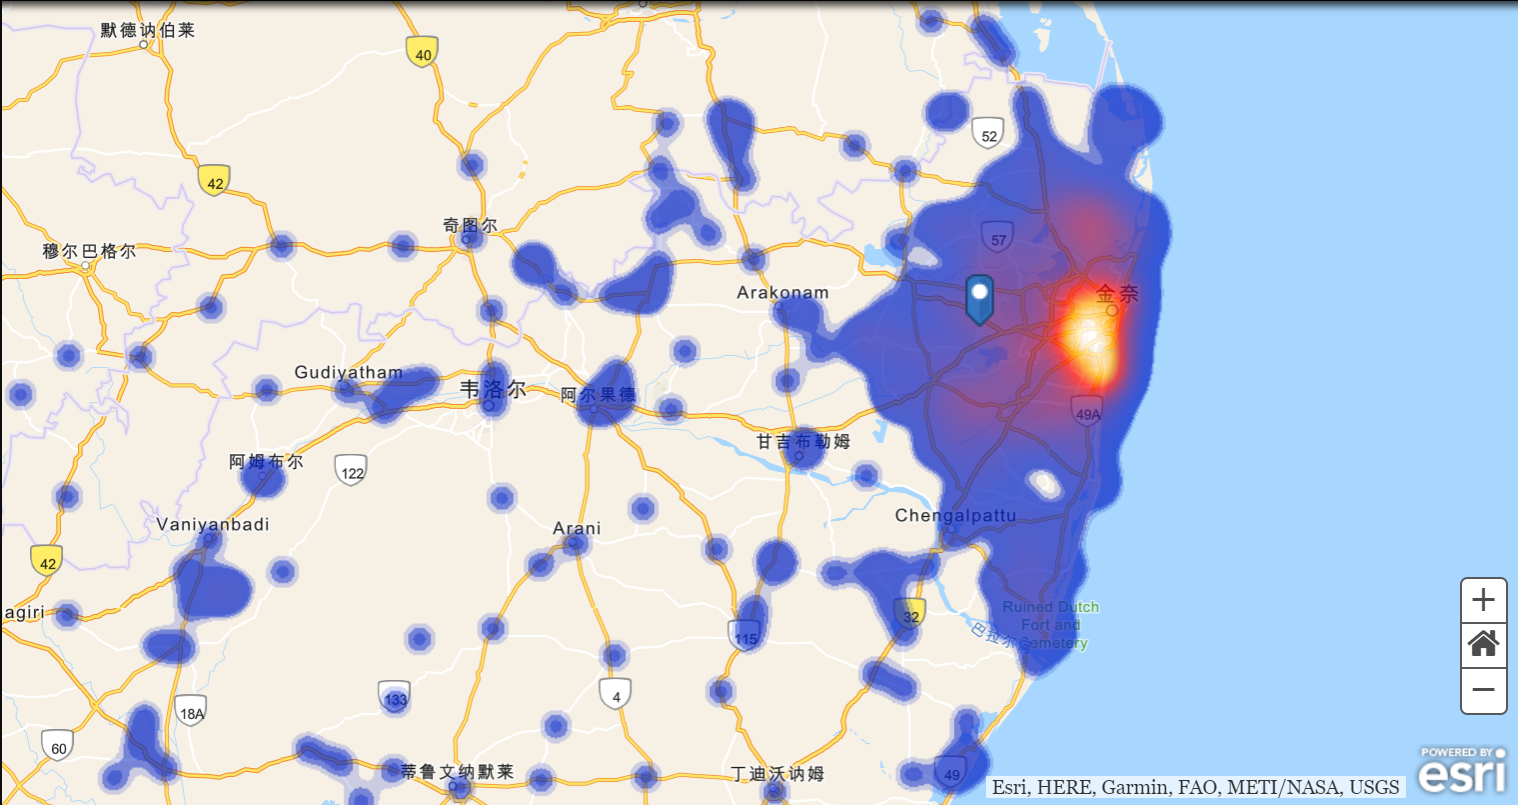 默德讷伯莱
40
52
42
奇图尔
57
穆尔巴格尔
Arakonam
金奈
Gudiyatham
韦洛尔
阿尔果德
49A
甘吉布勒姆
阿姆布尔
122
Vaniyanbadi
Chengalpattu
Arani
42
agiri
Ruined Dutch
Fort and
Cemetery
32
115
133
4
18A
60
蒂鲁文纳默莱
丁迪沃讷姆
49
Esri, HERE, Garmin, FAO, METI/NASA, USGS
POWERED BY
esri